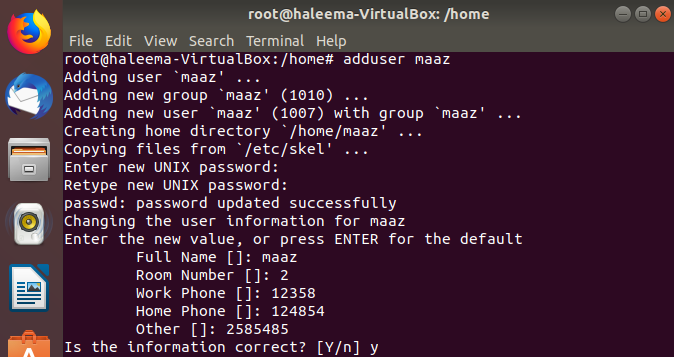 root@haleema-VirtualBox: /home
File Edit View Search Terminal Help
root@haleema-VirtualBox:/home# adduser maaz
Adding user `maaz' ...
Adding new group `maaz' (1010) ...
Adding new user `maaz' (1007) with group `maaz' ...
Creating home directory `/home/maaz' ...
Copying files from `/etc/skel' ...
Enter new UNIX password:
Retype new UNIX password:
passwd: password updated successfully
Changing the user information for maaz
Enter the new value, or press ENTER for the default
Full Name []: maaz
Room Number []: 2
Work Phone []: 12358
Home Phone []: 124854
Other []: 2585485
Is the information correct? [Y/n] y